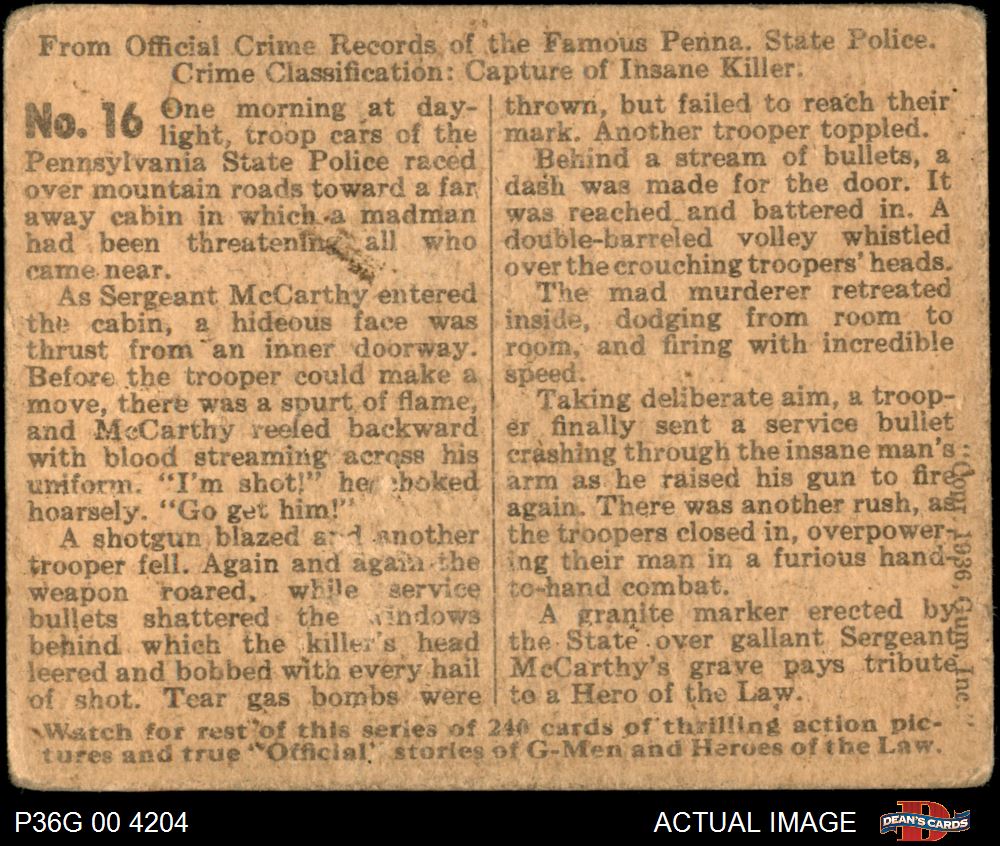 From Official Crime Records of the Famous Penna. State Police.
Crime Classification: Capture of Insane Killer.
No. 16 One morning at day-
light, troop cars of the
Pennsylvania State Police raced
over mountain roads toward a far
away cabin in which a madman
had been threatening all who
came near.
As Sergeant McCarthy entered
the cabin, a hideous face was
thrust from an inner doorway.
Before the trooper could make a
move, there was a spurt of flame,
and McCarthy reeled backward
with blood streaming across his
uniform. "I'm shot!" he choked
hoarsely. "Go get him!"
A shotgun blazed and another
trooper fell. Again and again the
weapon roared, while service
bullets shattered the windows
behind which the killer's head
leered and bobbed with every hail
of shot. Tear gas bombs were
thrown, but failed to reach their
mark. Another trooper toppled.
Behind a stream of bullets, a
dash was made for the door. It
was reached and battered in. A
double-barreled volley whistled
over the crouching troopers' heads.
The mad murderer retreated
inside, dodging from room to
room, and firing with incredible
speed.
Taking deliberate aim, a troop-
er finally sent a service bullet
crashing through the insane man's
arm as he raised his gun to fire
again. There was another rush, as
the troopers closed in, overpower-
ing their man in a furious hand-
to-hand combat.
A granite marker erected by
the State over gallant Sergeant
McCarthy's grave pays tribute
to a Hero of the Law.
Watch for rest of this series of 240 cards of thrilling action pic-
tures and true "Official" stories of G-Men and Heroes of the Law.
Copr. 1936 Gum, Inc.
P36G 00 4204
ACTUAL IMAGE
DEAN'S CARDS